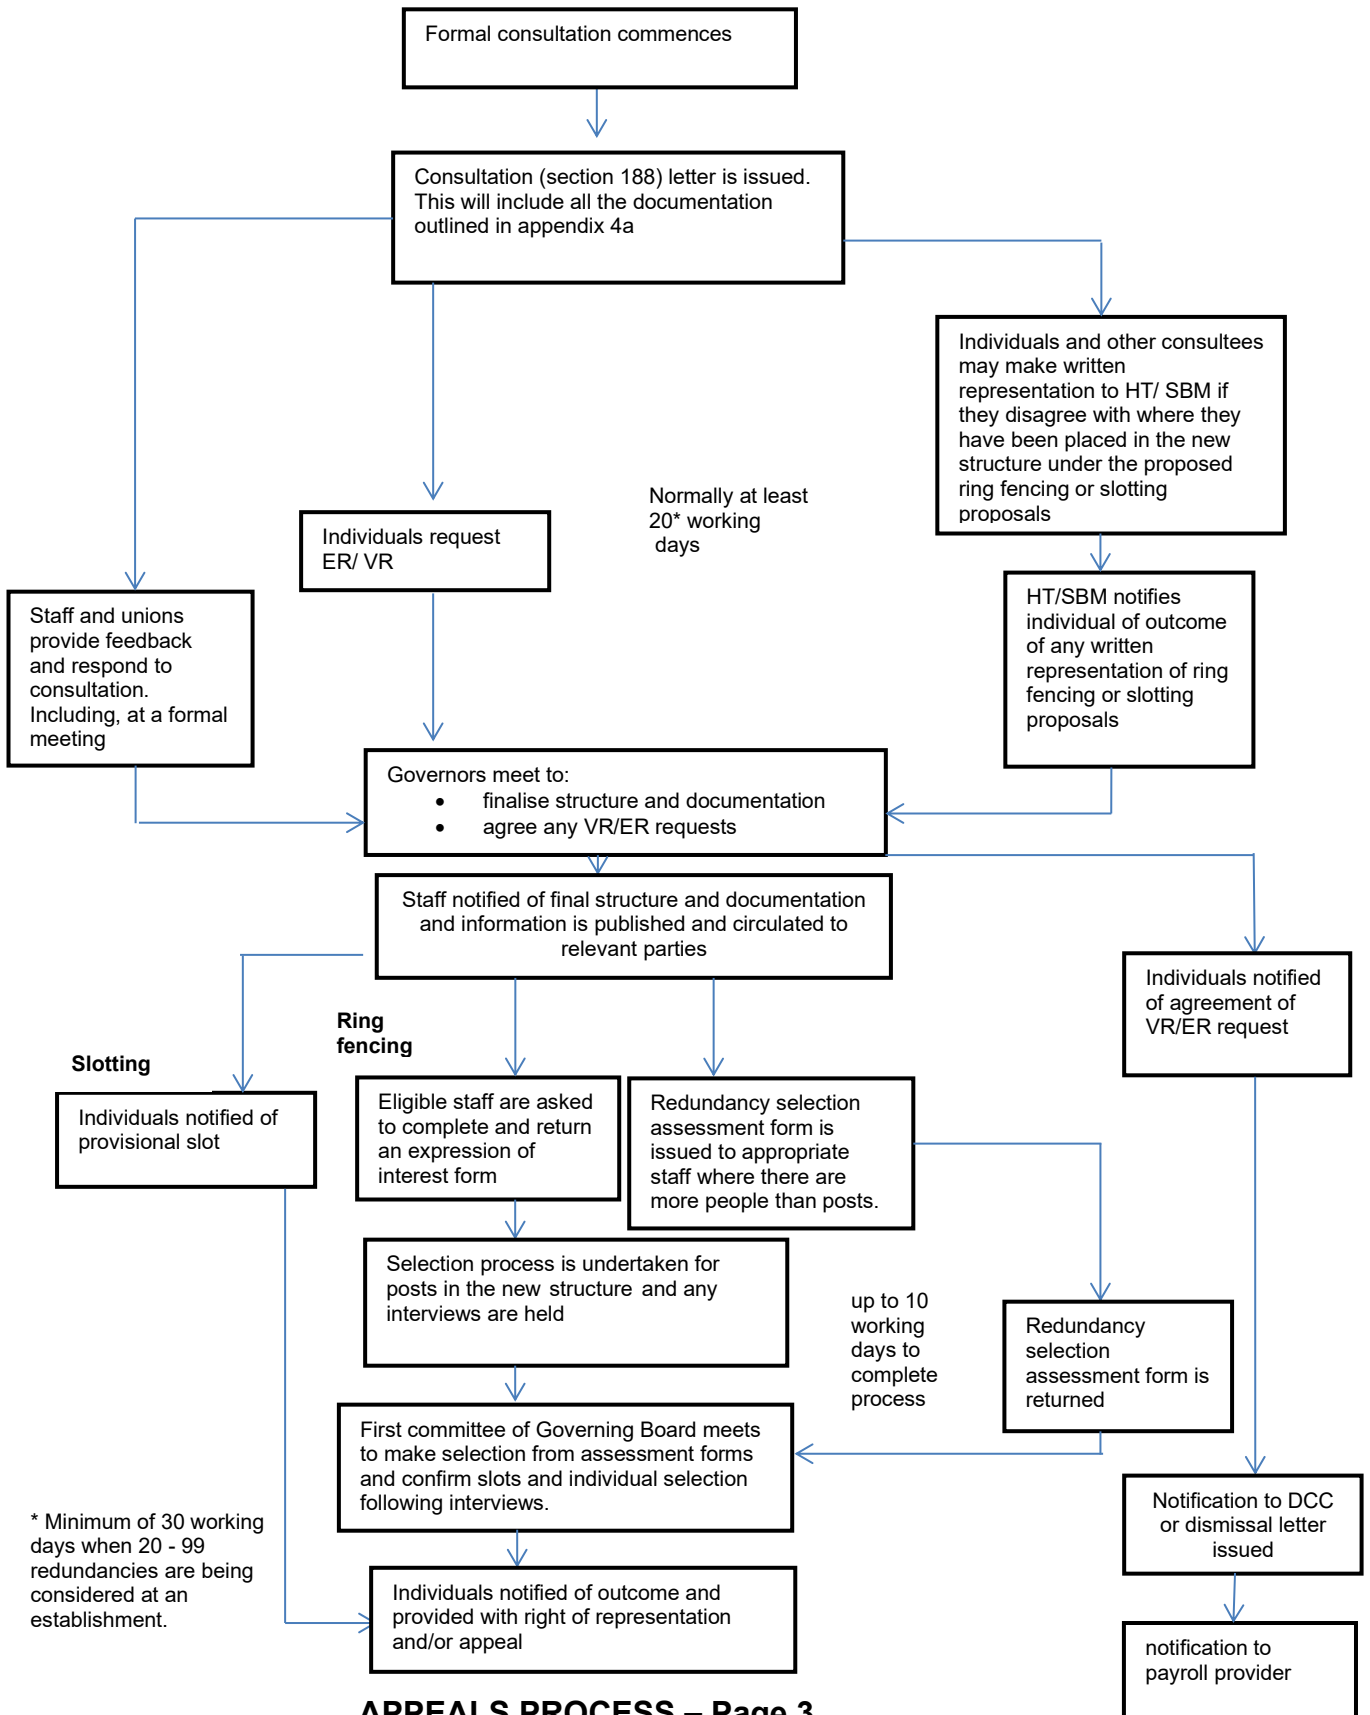 Formal consultation commences
Consultation (section 188) letter is issued.
This will include all the documentation
outlined in appendix 4a
Individuals and other consultees
may make written
representation to HT/ SBM if
they disagree with where they
have been placed in the new
structure under the proposed
ring fencing or slotting
proposals
Normally at least
20* working
days
Individuals request
ER/ VR
HT/SBM notifies
individual of outcome
of any written
representation of ring
fencing or slotting
proposals
Staff and unions
provide feedback
and respond to
consultation.
Including, at a formal
meeting
Governors meet to:
• finalise structure and documentation
• agree any VR/ER requests
Staff notified of final structure and documentation
and information is published and circulated to
relevant parties
Individuals notified
of agreement of
VR/ER request
Ring
fencing
Slotting
Individuals notified of
provisional slot
Eligible staff are asked
to complete and return
an expression of
interest form
Redundancy selection
assessment form is
issued to appropriate
staff where there are
more people than posts.
Selection process is undertaken for
posts in the new structure and any
interviews are held
up to 10
working
days to
complete
process
Redundancy
selection
assessment form is
returned
First committee of Governing Board meets
to make selection from assessment forms
and confirm slots and individual selection
following interviews.
Notification to DCC
or dismissal letter
issued
* Minimum of 30 working
days when 20 - 99
redundancies are being
considered at an
establishment.
Individuals notified of outcome and
provided with right of representation
and/or appeal
notification to
payroll provider
APPEALS PROCESS – Page 3